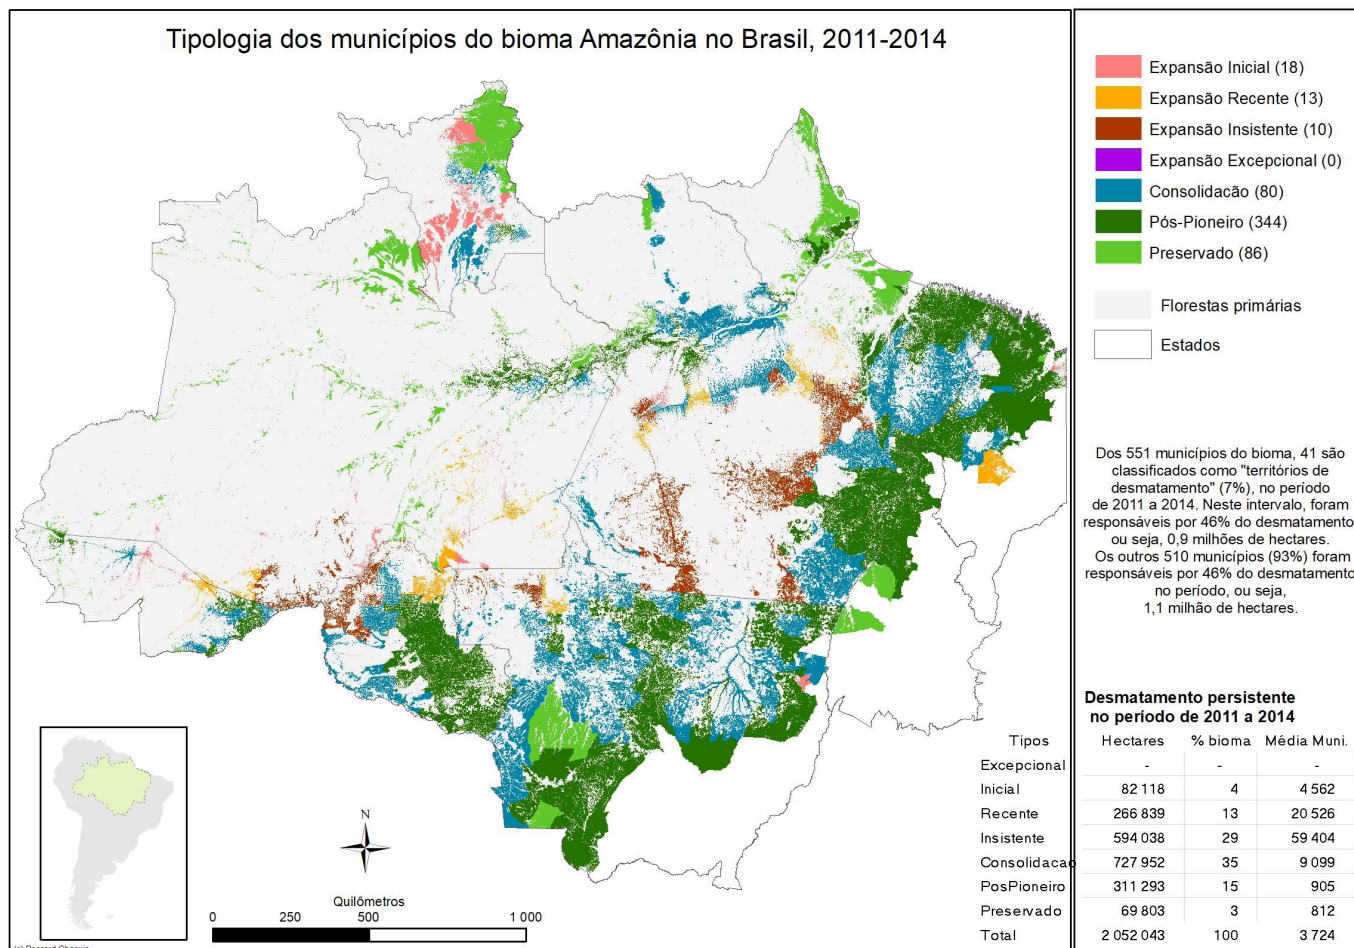 Tipologia dos municípios do bioma Amazônia no Brasil, 2011-2014
Expansão Inicial (18)
Expansão Recente (13)
Expansão Insistente (10)
Expansão Excepcional (0)
Consolidacão (80)
Pós-Pioneiro (344)
Preservado (86)
Florestas primárias
Estados
Dos 551 municípios do bioma, 41 são
classificados como "territórios de
desmatamento" (7%), no período
de 2011 a 2014. Neste intervalo, foram
responsáveis por 46% do desmatamento
ou seja, 0,9 milhões de hectares.
Os outros 510 municípios (93%) foram
responsáveis por 46% do desmatamento
no período, ou seja,
1,1 milhão de hectares.
Desmatamento persistente
no período de 2011 a 2014
Tipos Hectares % bioma Média Muni.
Excepcional - - -
Inicial 82 118 4 4 562
Recente 266 839 13 20 526
Insistente 594 038 29 59 404
Consolidacao 727 952 35 9 099
PosPioneiro 311 293 15 905
Preservado 69 803 3 812
Total 2 052 043 100 3 724
N
Quilômetros
0 250 500 1 000